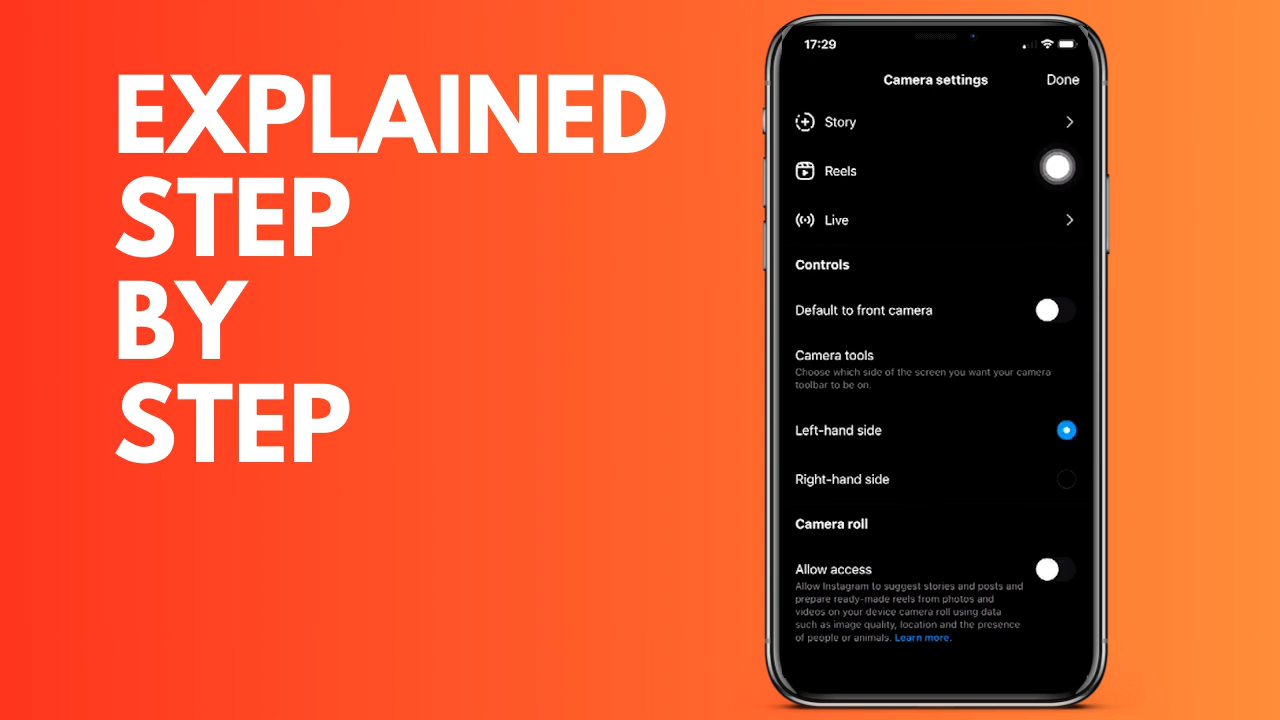 EXPLAINED
STEP
BY
STEP
17:29
Camera settings Done
Story
Reels
Live
Controls
Default to front camera
Camera tools
Choose which side of the screen you want your camera
toolbar to be on.
Left-hand side
Right-hand side
Camera roll
Allow access
Allow Instagram to suggest stories and posts and
prepare ready-made reels from photos and
videos on your device camera roll using data
such as image quality, location and the presence
of people or animals. Learn more.